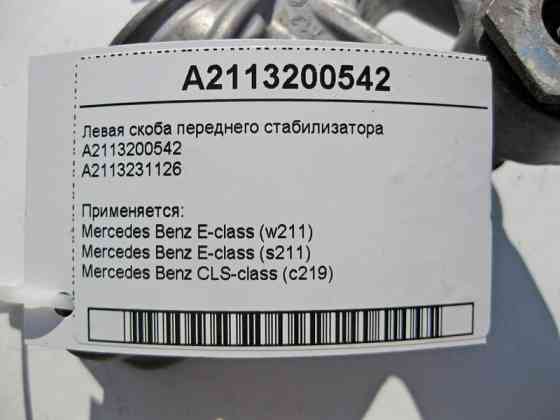 A2113200542
Левая скоба переднего стабилизатора
A2113200542
A2113231126
Применяется:
Mercedes Benz E-class (w211)
Mercedes Benz E-class (s211)
Mercedes Benz CLS-class (c219)